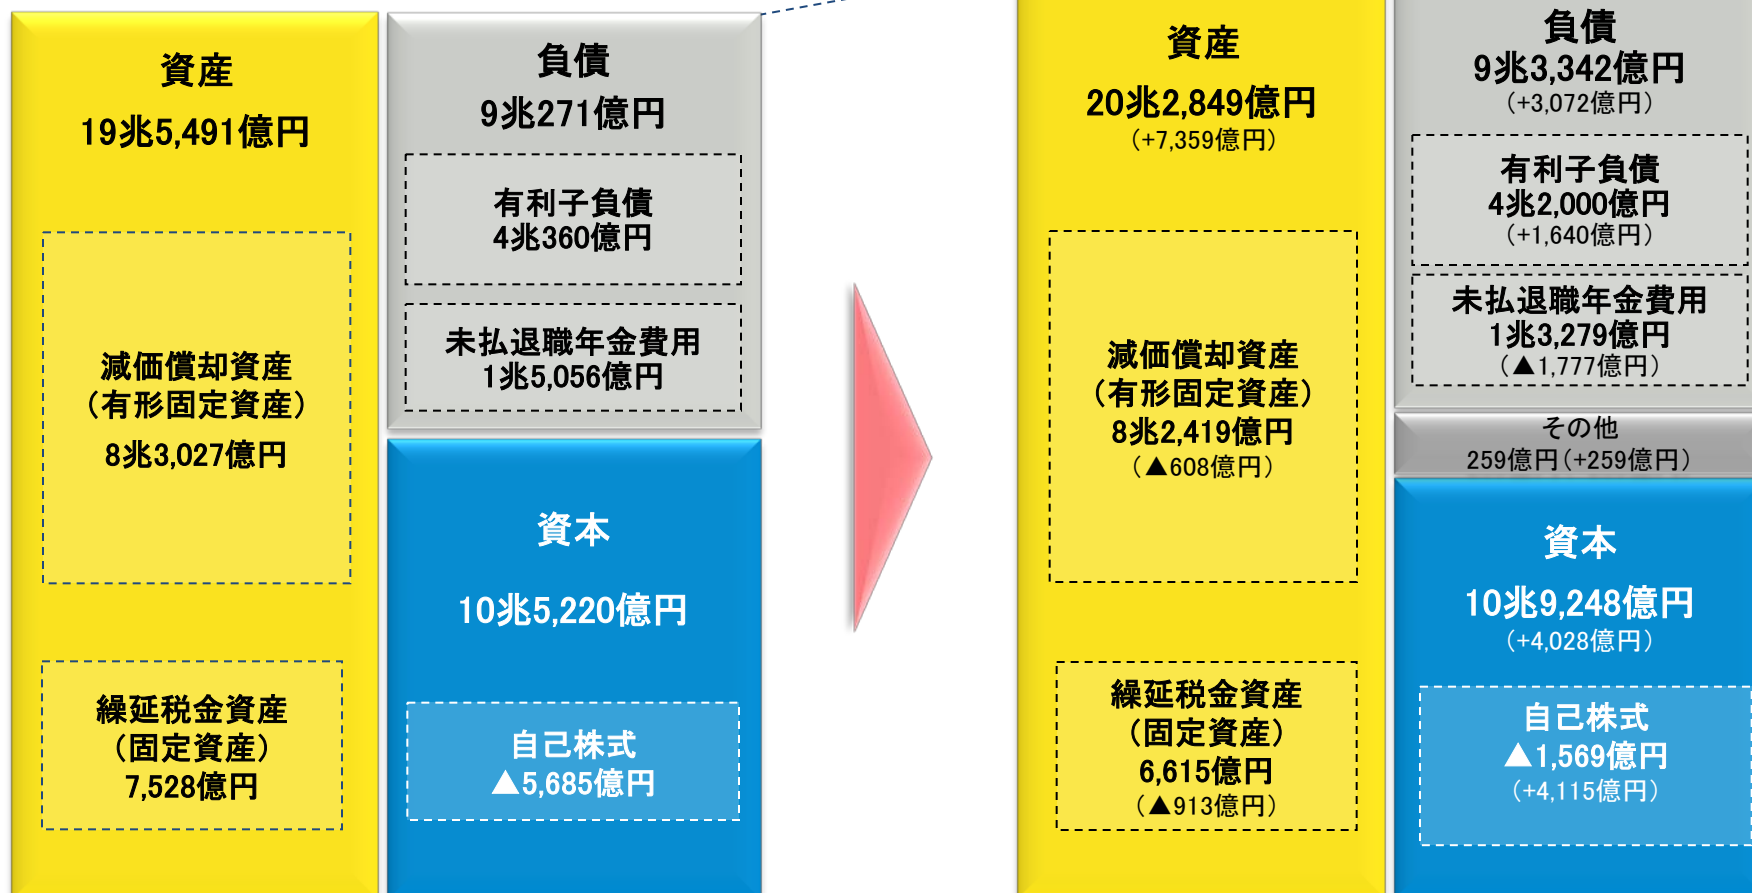 資産
19兆5,491億円
減価償却資産
（有形固定資産）
8兆3,027億円
繰延税金資産
（固定資産）
7,528億円
負債
9兆271億円
有利子負債
4兆360億円
未払退職年金費用
1兆5,056億円
資本
10兆5,220億円
自己株式
▲5,685億円
資産
20兆2,849億円
（+7,359億円）
減価償却資産
（有形固定資産）
8兆2,419億円
（▲608億円）
繰延税金資産
（固定資産）
6,615億円
（▲913億円）
負債
9兆3,342億円
（+3,072億円）
有利子負債
4兆2,000億円
（+1,640億円）
未払退職年金費用
1兆3,279億円
（▲1,777億円）
その他
259億円（+259億円）
資本
10兆9,248億円
（+4,028億円）
自己株式
▲1,569億円
（+4,115億円）